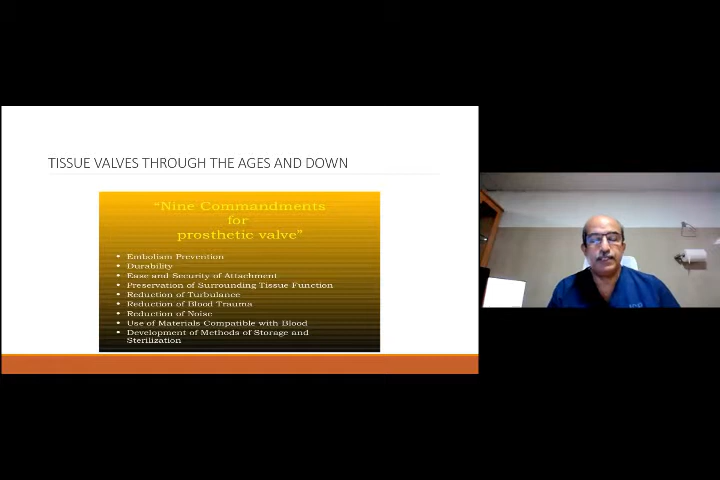 TISSUE VALVES THROUGH THE AGES AND DOWN
“Nine Commandments
for
prosthetic valve”
• Embolism Prevention
• Durability
• Ease and Security of Attachment
• Preservation of Surrounding Tissue Function
• Reduction of Turbulance
• Reduction of Blood Trauma
• Reduction of Noise
• Use of Materials Compatible with Blood
• Development of Methods of Storage and
Sterilization